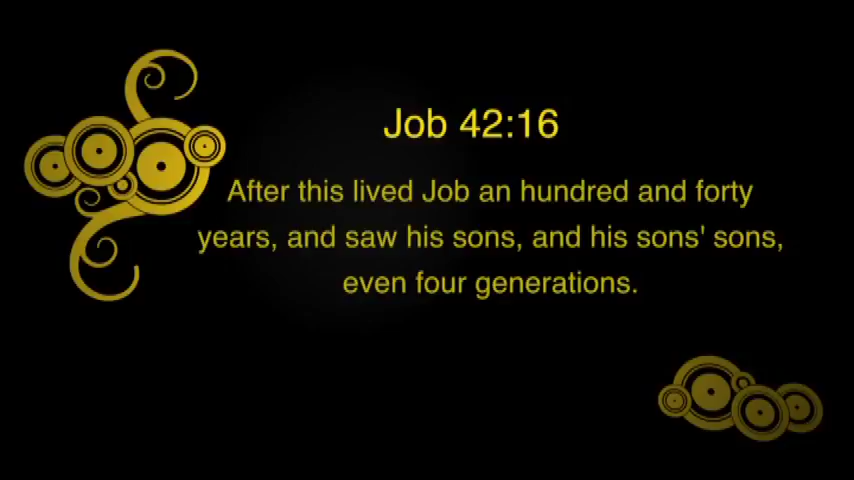 Job 42:16
After this lived Job an hundred and forty
years, and saw his sons, and his sons' sons,
even four generations.